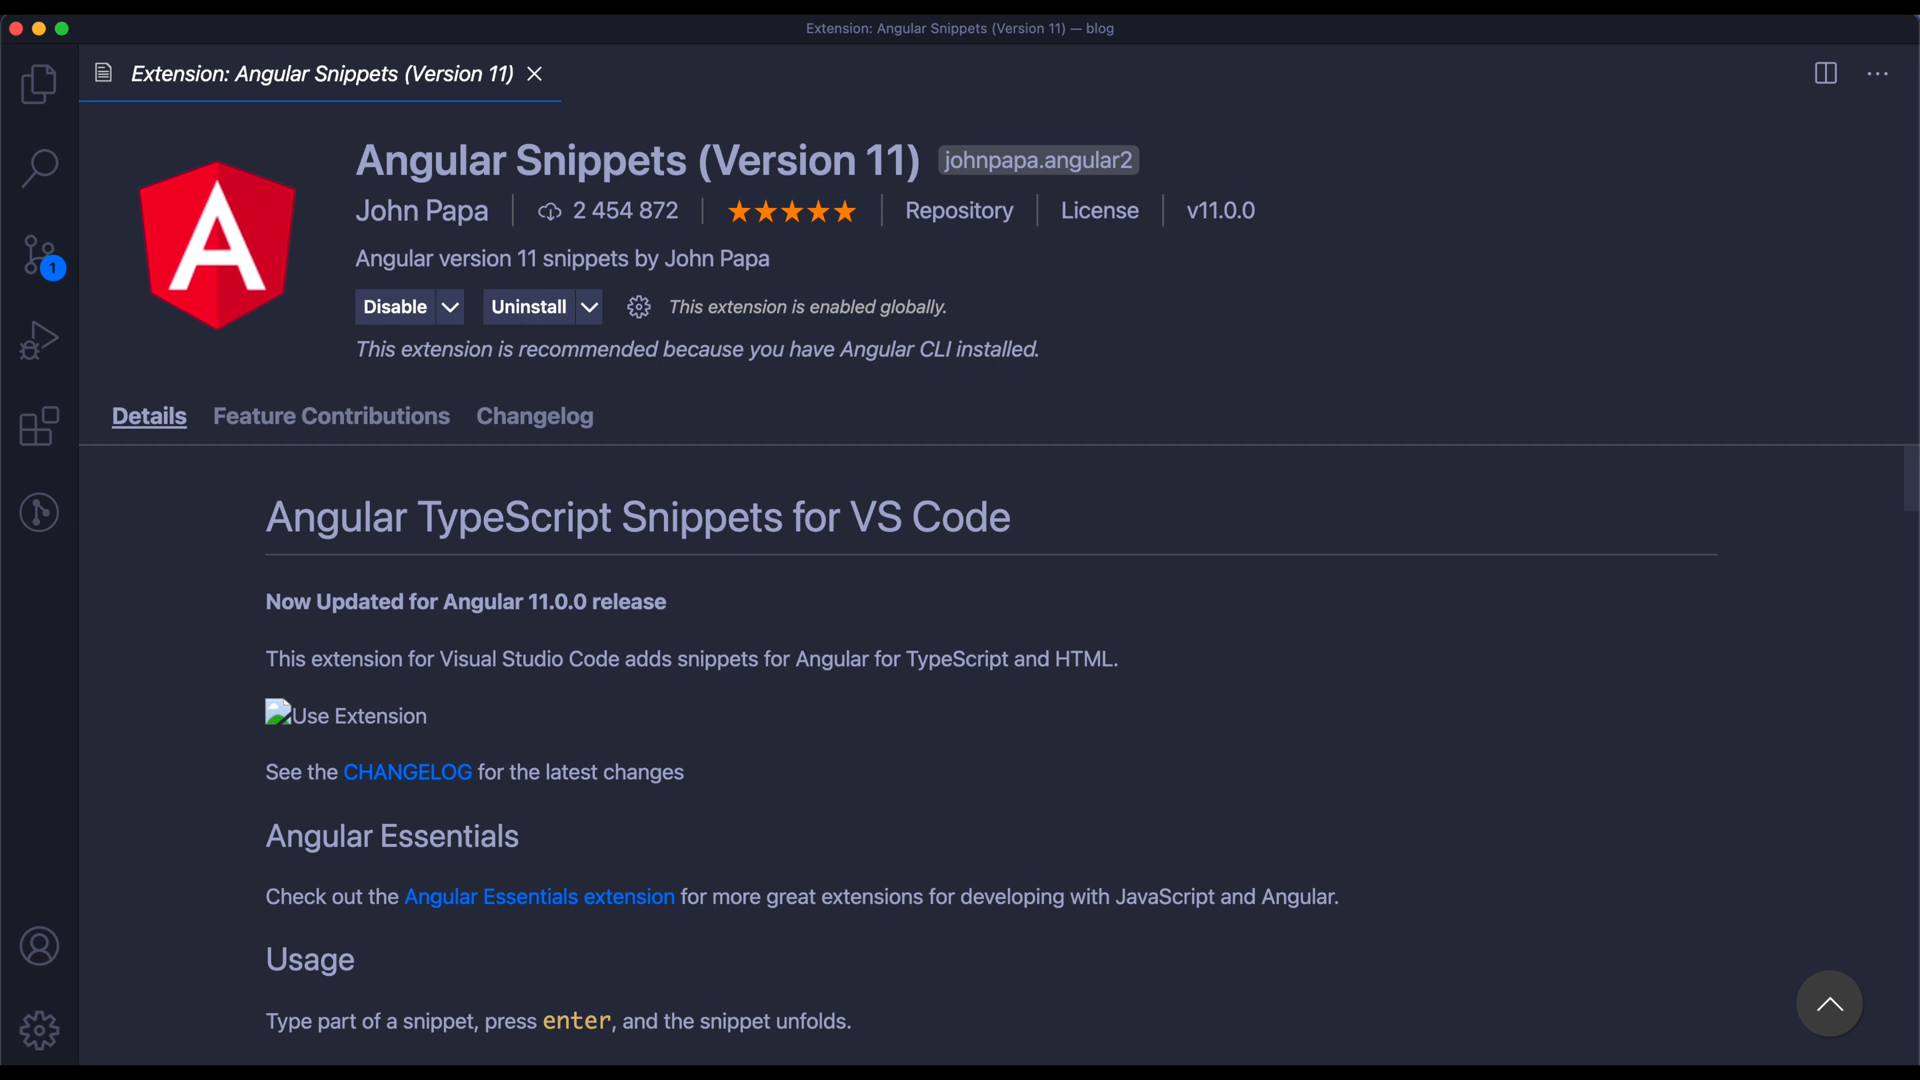 Extension: Angular Snippets (Version 11) — blog
Extension: Angular Snippets (Version 11)
Angular Snippets (Version 11) johnpapa.angular2
John Papa 2 454 872 Repository License v11.0.0
Angular version 11 snippets by John Papa
Disable Uninstall This extension is enabled globally.
This extension is recommended because you have Angular CLI installed.
1
Details Feature Contributions Changelog
Angular TypeScript Snippets for VS Code
Now Updated for Angular 11.0.0 release
This extension for Visual Studio Code adds snippets for Angular for TypeScript and HTML.
Use Extension
See the CHANGELOG for the latest changes
Angular Essentials
Check out the Angular Essentials extension for more great extensions for developing with JavaScript and Angular.
Usage
Type part of a snippet, press enter, and the snippet unfolds.